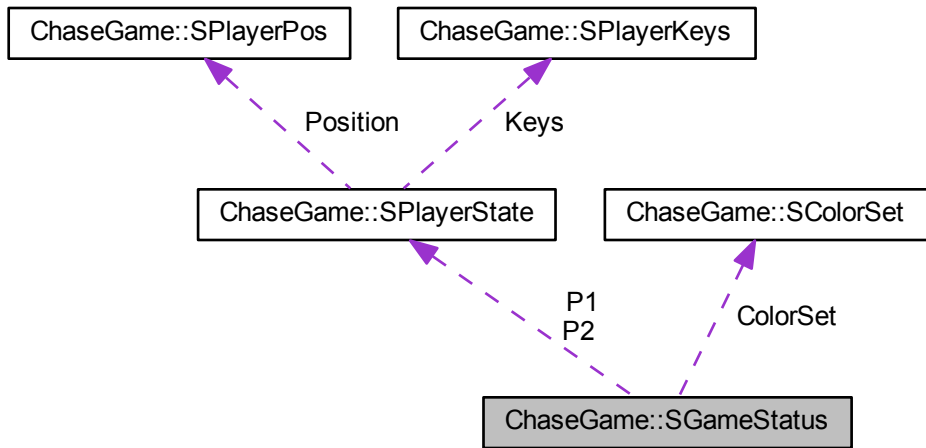 ChaseGame::SPlayerPos
ChaseGame::SPlayerKeys
Position
Keys
ChaseGame::SPlayerState
ChaseGame::SColorSet
P1
P2
ColorSet
ChaseGame::SGameStatus